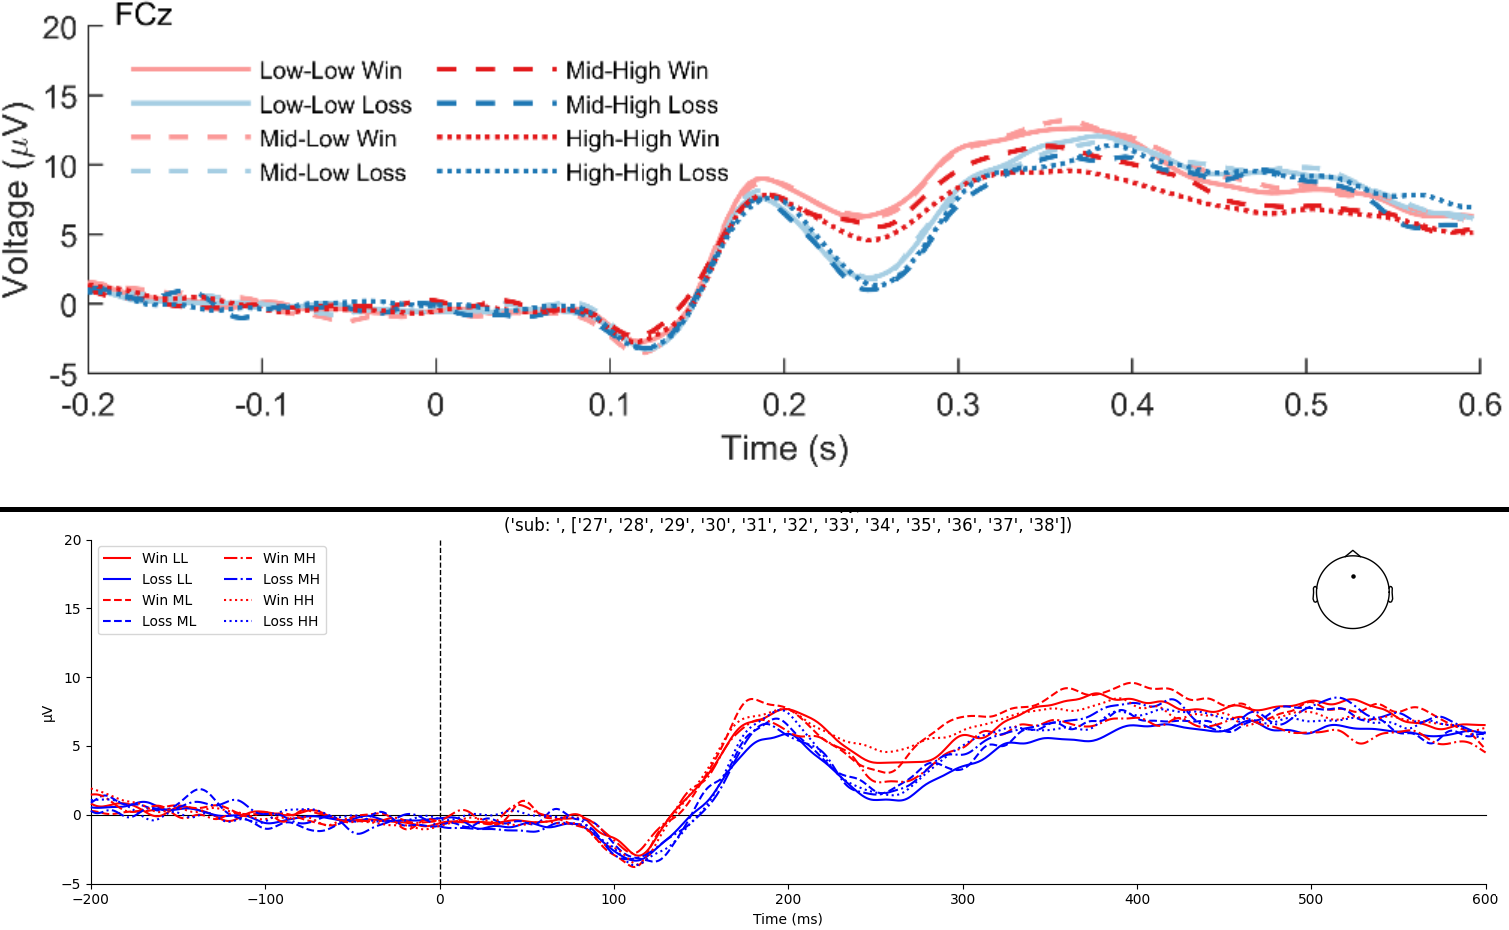 FCz
20
15
10
5
0
-5
Voltage (μV)
Low-Low Win
Low-Low Loss
Mid-Low Win
Mid-Low Loss
Mid-High Win
Mid-High Loss
High-High Win
High-High Loss
-0.2 -0.1 0 0.1 0.2 0.3 0.4 0.5 0.6
Time (s)
('sub: ', ['27', '28', '29', '30', '31', '32', '33', '34', '35', '36', '37', '38'])
20
15
10
5
0
−5
µV
Win LL
Loss LL
Win ML
Loss ML
Win MH
Loss MH
Win HH
Loss HH
−200 −100 0 100 200 300 400 500 600
Time (ms)